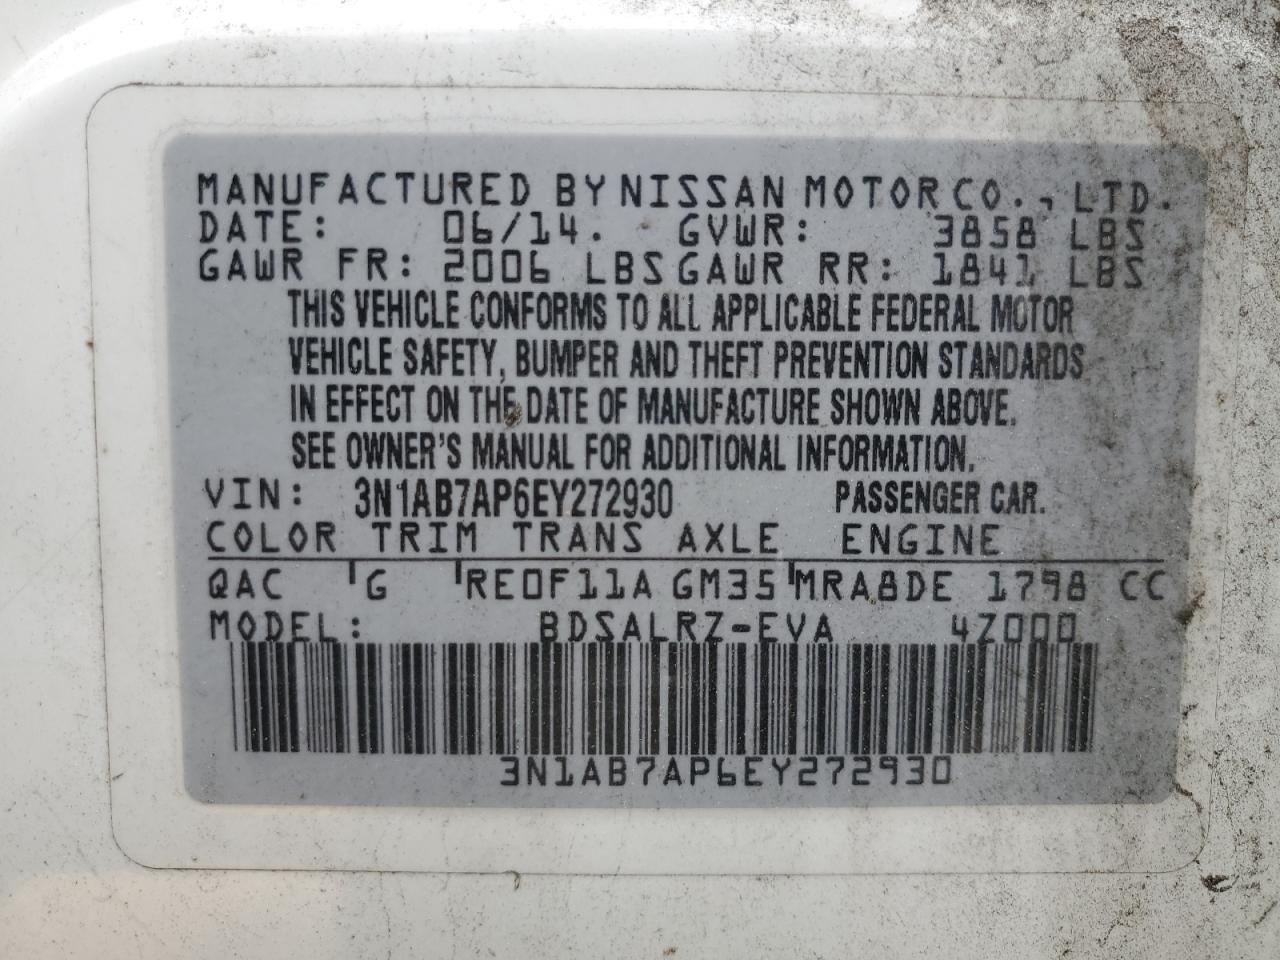 MANUFACTURED BY NISSAN MOTOR CO., LTD.
DATE: 06/14. GVWR: 3858 LBS
GAWR FR: 2006 LBS GAWR RR: 1841 LBS
THIS VEHICLE CONFORMS TO ALL APPLICABLE FEDERAL MOTOR
VEHICLE SAFETY, BUMPER AND THEFT PREVENTION STANDARDS
IN EFFECT ON THE DATE OF MANUFACTURE SHOWN ABOVE.
SEE OWNER'S MANUAL FOR ADDITIONAL INFORMATION.
VIN: 3N1AB7AP6EY272930 PASSENGER CAR.
COLOR TRIM TRANS AXLE ENGINE
QAC G RE0F11A GM35 MRA8DE 1798 CC
MODEL: BDSALRZ-EVA 4Z000
3N1AB7AP6EY272930